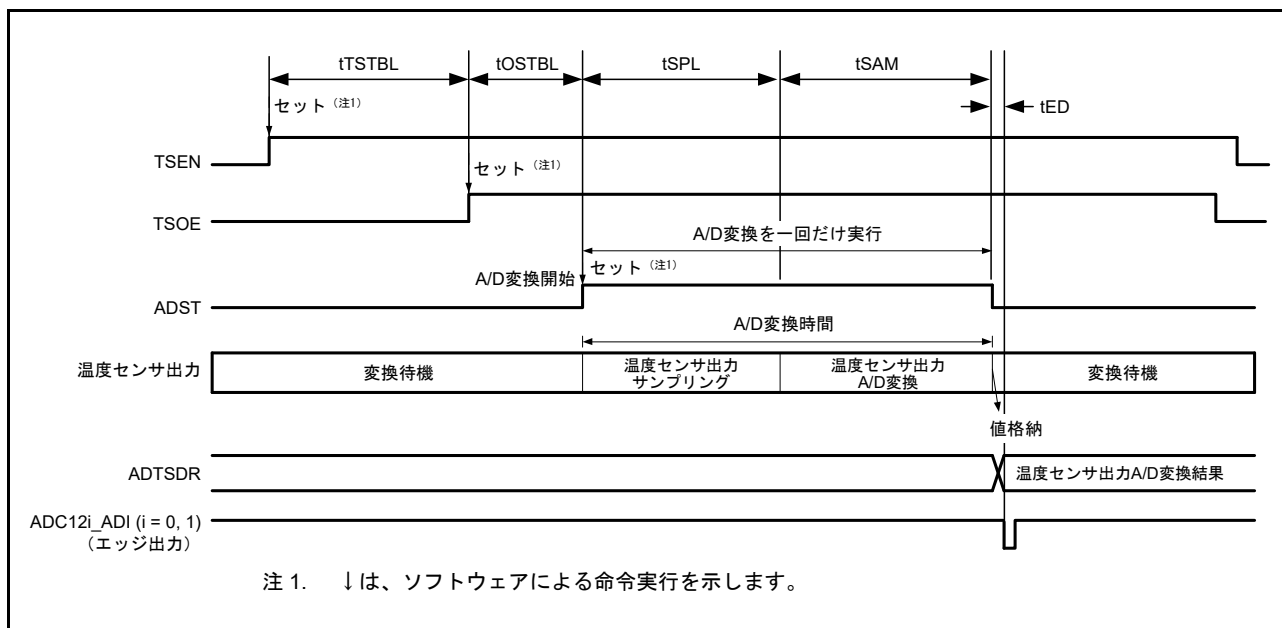 tTSTBL tOSTBL tSPL tSAM
tED
セット（注1）
TSEN
セット（注1）
TSOE
A/D変換を一回だけ実行
セット（注1）
A/D変換開始
ADST
A/D変換時間
温度センサ出力
変換待機
温度センサ出力
サンプリング
温度センサ出力
A/D変換
変換待機
値格納
ADTSDR
温度センサ出力A/D変換結果
ADC12i_ADI (i = 0, 1)
（エッジ出力）
注 1. ↓は、ソフトウェアによる命令実行を示します。